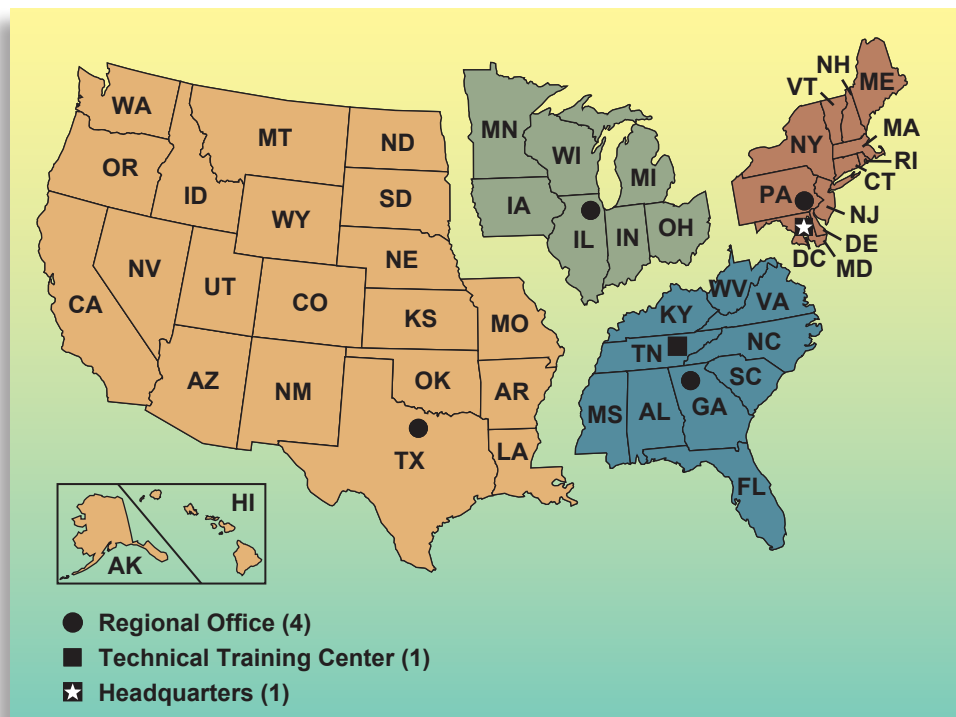 NH
VT
ME
WA
MT
ND
MN
MA
NY
OR
WI
RI
ID
SD
MI
CT
PA
WY
IA
NJ
NE
IL
IN
OH
DE
NV
DC
MD
UT
CO
WV
VA
CA
KS
MO
KY
NC
TN
AZ
NM
OK
AR
SC
MS
AL
GA
TX
LA
FL
HI
AK
Regional Office (4)
Technical Training Center (1)
Headquarters (1)